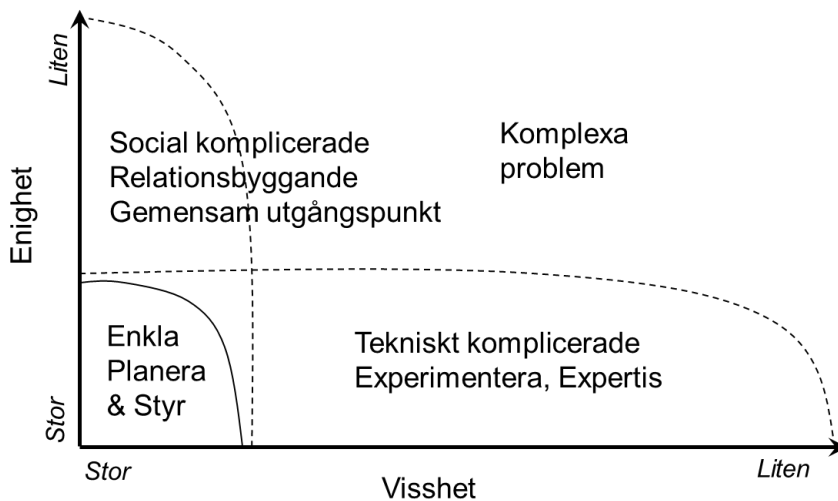 Liten
Enighet
Stor
Social komplicerade
Relationsbyggande
Gemensam utgångspunkt
Komplexa
problem
Enkla
Planera
& Styr
Tekniskt komplicerade
Experimentera, Expertis
Stor
Visshet
Liten